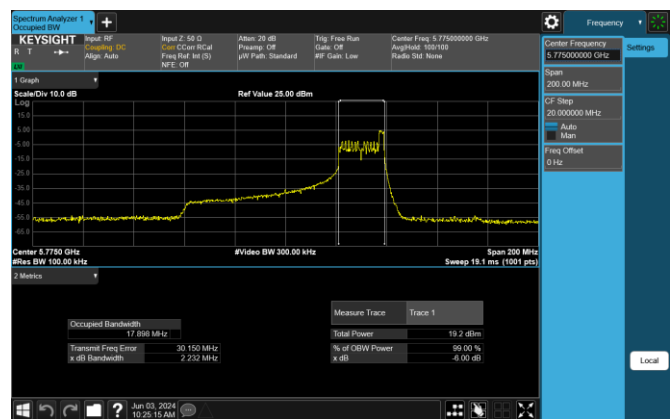 Spectrum Analyzer 1
Occupied BW
Frequency
KEYSIGHT
R T
Input: RF
Coupling: DC
Align: Auto
Input Z: 50 Ω
Corr CCorr RCal
Freq Ref: Int (S)
NFE: Off
Atten: 20 dB
Preamp: Off
µW Path: Standard
Trig: Free Run
Gate: Off
#IF Gain: Low
Center Freq: 5.775000000 GHz
Avg|Hold: 100/100
Radio Std: None
Center Frequency
5.775000000 GHz
Settings
Span
200.00 MHz
CF Step
20.000000 MHz
Auto
Man
Freq Offset
0 Hz
1 Graph
Scale/Div 10.0 dB
Ref Value 25.00 dBm
Log
15.0
5.00
-5.00
-15.0
-25.0
-35.0
-45.0
-55.0
-65.0
Center 5.7750 GHz
#Video BW 300.00 kHz
Span 200 MHz
#Res BW 100.00 kHz
Sweep 19.1 ms (1001 pts)
2 Metrics
Measure Trace
Trace 1
Occupied Bandwidth
17.898 MHz
Total Power
19.2 dBm
Transmit Freq Error
30.150 MHz
% of OBW Power
99.00 %
x dB Bandwidth
2.232 MHz
x dB
-6.00 dB
Local
Jun 03, 2024
10:25:15 AM